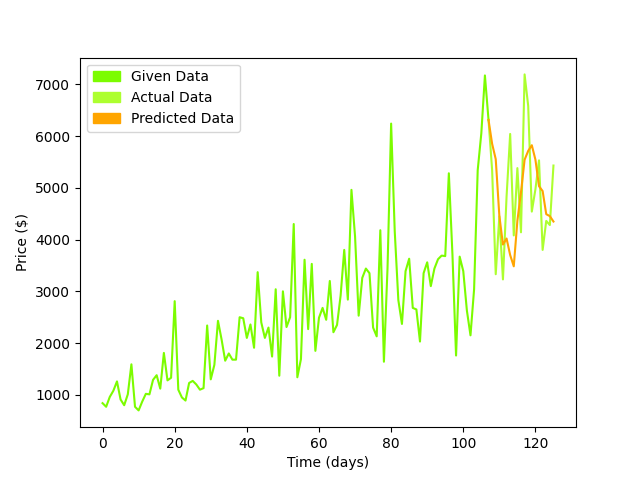 Given Data
Actual Data
Predicted Data
7000
6000
5000
4000
3000
2000
1000
Price ($)
0 20 40 60 80 100 120
Time (days)